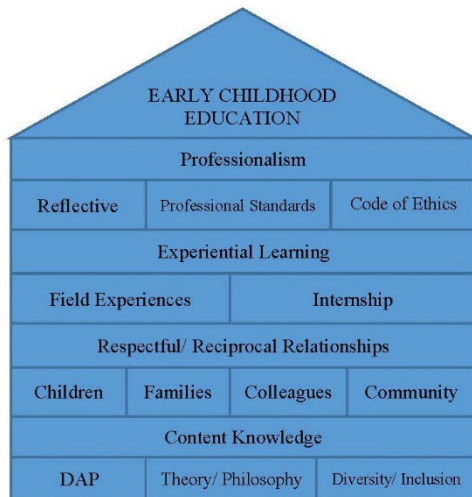 EARLY CHILDHOOD
EDUCATION
Professionalism
Reflective
Professional Standards
Code of Ethics
Experiential Learning
Field Experiences
Internship
Respectful/ Reciprocal Relationships
Children
Families
Colleagues
Community
Content Knowledge
DAP
Theory/ Philosophy
Diversity/ Inclusion